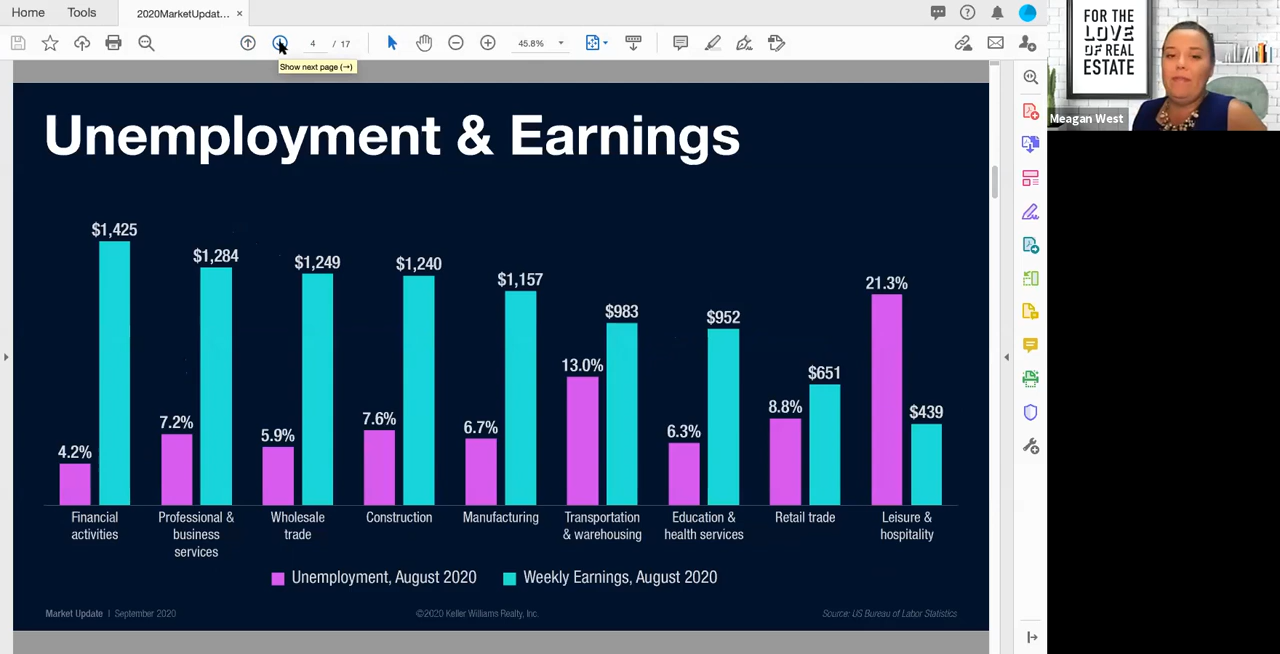 Home Tools 2020MarketUpdat... ×
4 / 17 45.8%
Show next page (→)
FOR THE
LOVE
OF REAL
ESTATE
Meagan West
Unemployment & Earnings
$1,425
$1,284
$1,249
$1,240
$1,157
$983
$952
$651
$439
4.2%
7.2%
5.9%
7.6%
6.7%
13.0%
6.3%
8.8%
21.3%
Financial
activities
Professional &
business
services
Wholesale
trade
Construction
Manufacturing
Transportation
& warehousing
Education &
health services
Retail trade
Leisure &
hospitality
Unemployment, August 2020 Weekly Earnings, August 2020
Market Update | September 2020 ©2020 Keller Williams Realty, Inc. Source: US Bureau of Labor Statistics